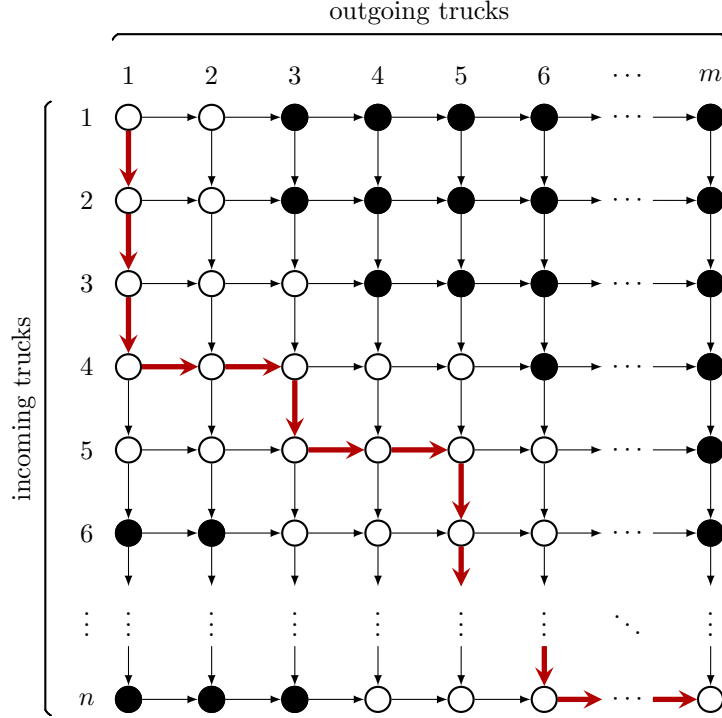 outgoing trucks
1 2 3 4 5 6 ⋯ m
incoming trucks
1 ⋯
2 ⋯
3 ⋯
4 ⋯
5 ⋯
6 ⋯
⋮ ⋮ ⋮ ⋮ ⋮ ⋮ ⋮ ⋱ ⋮
n ⋯